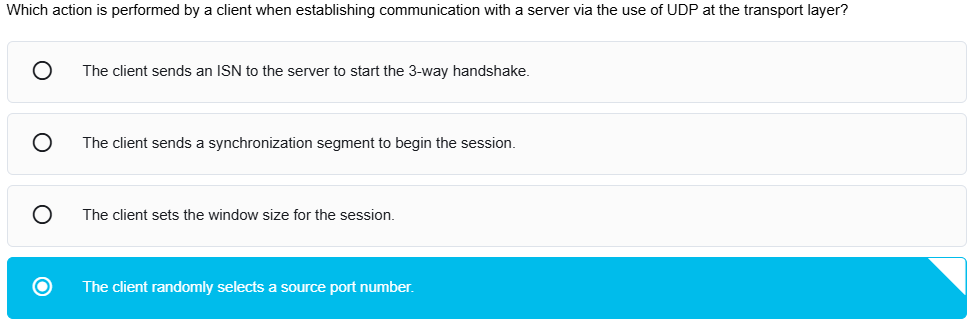 Which action is performed by a client when establishing communication with a server via the use of UDP at the transport layer?
The client sends an ISN to the server to start the 3-way handshake.
The client sends a synchronization segment to begin the session.
The client sets the window size for the session.
The client randomly selects a source port number.